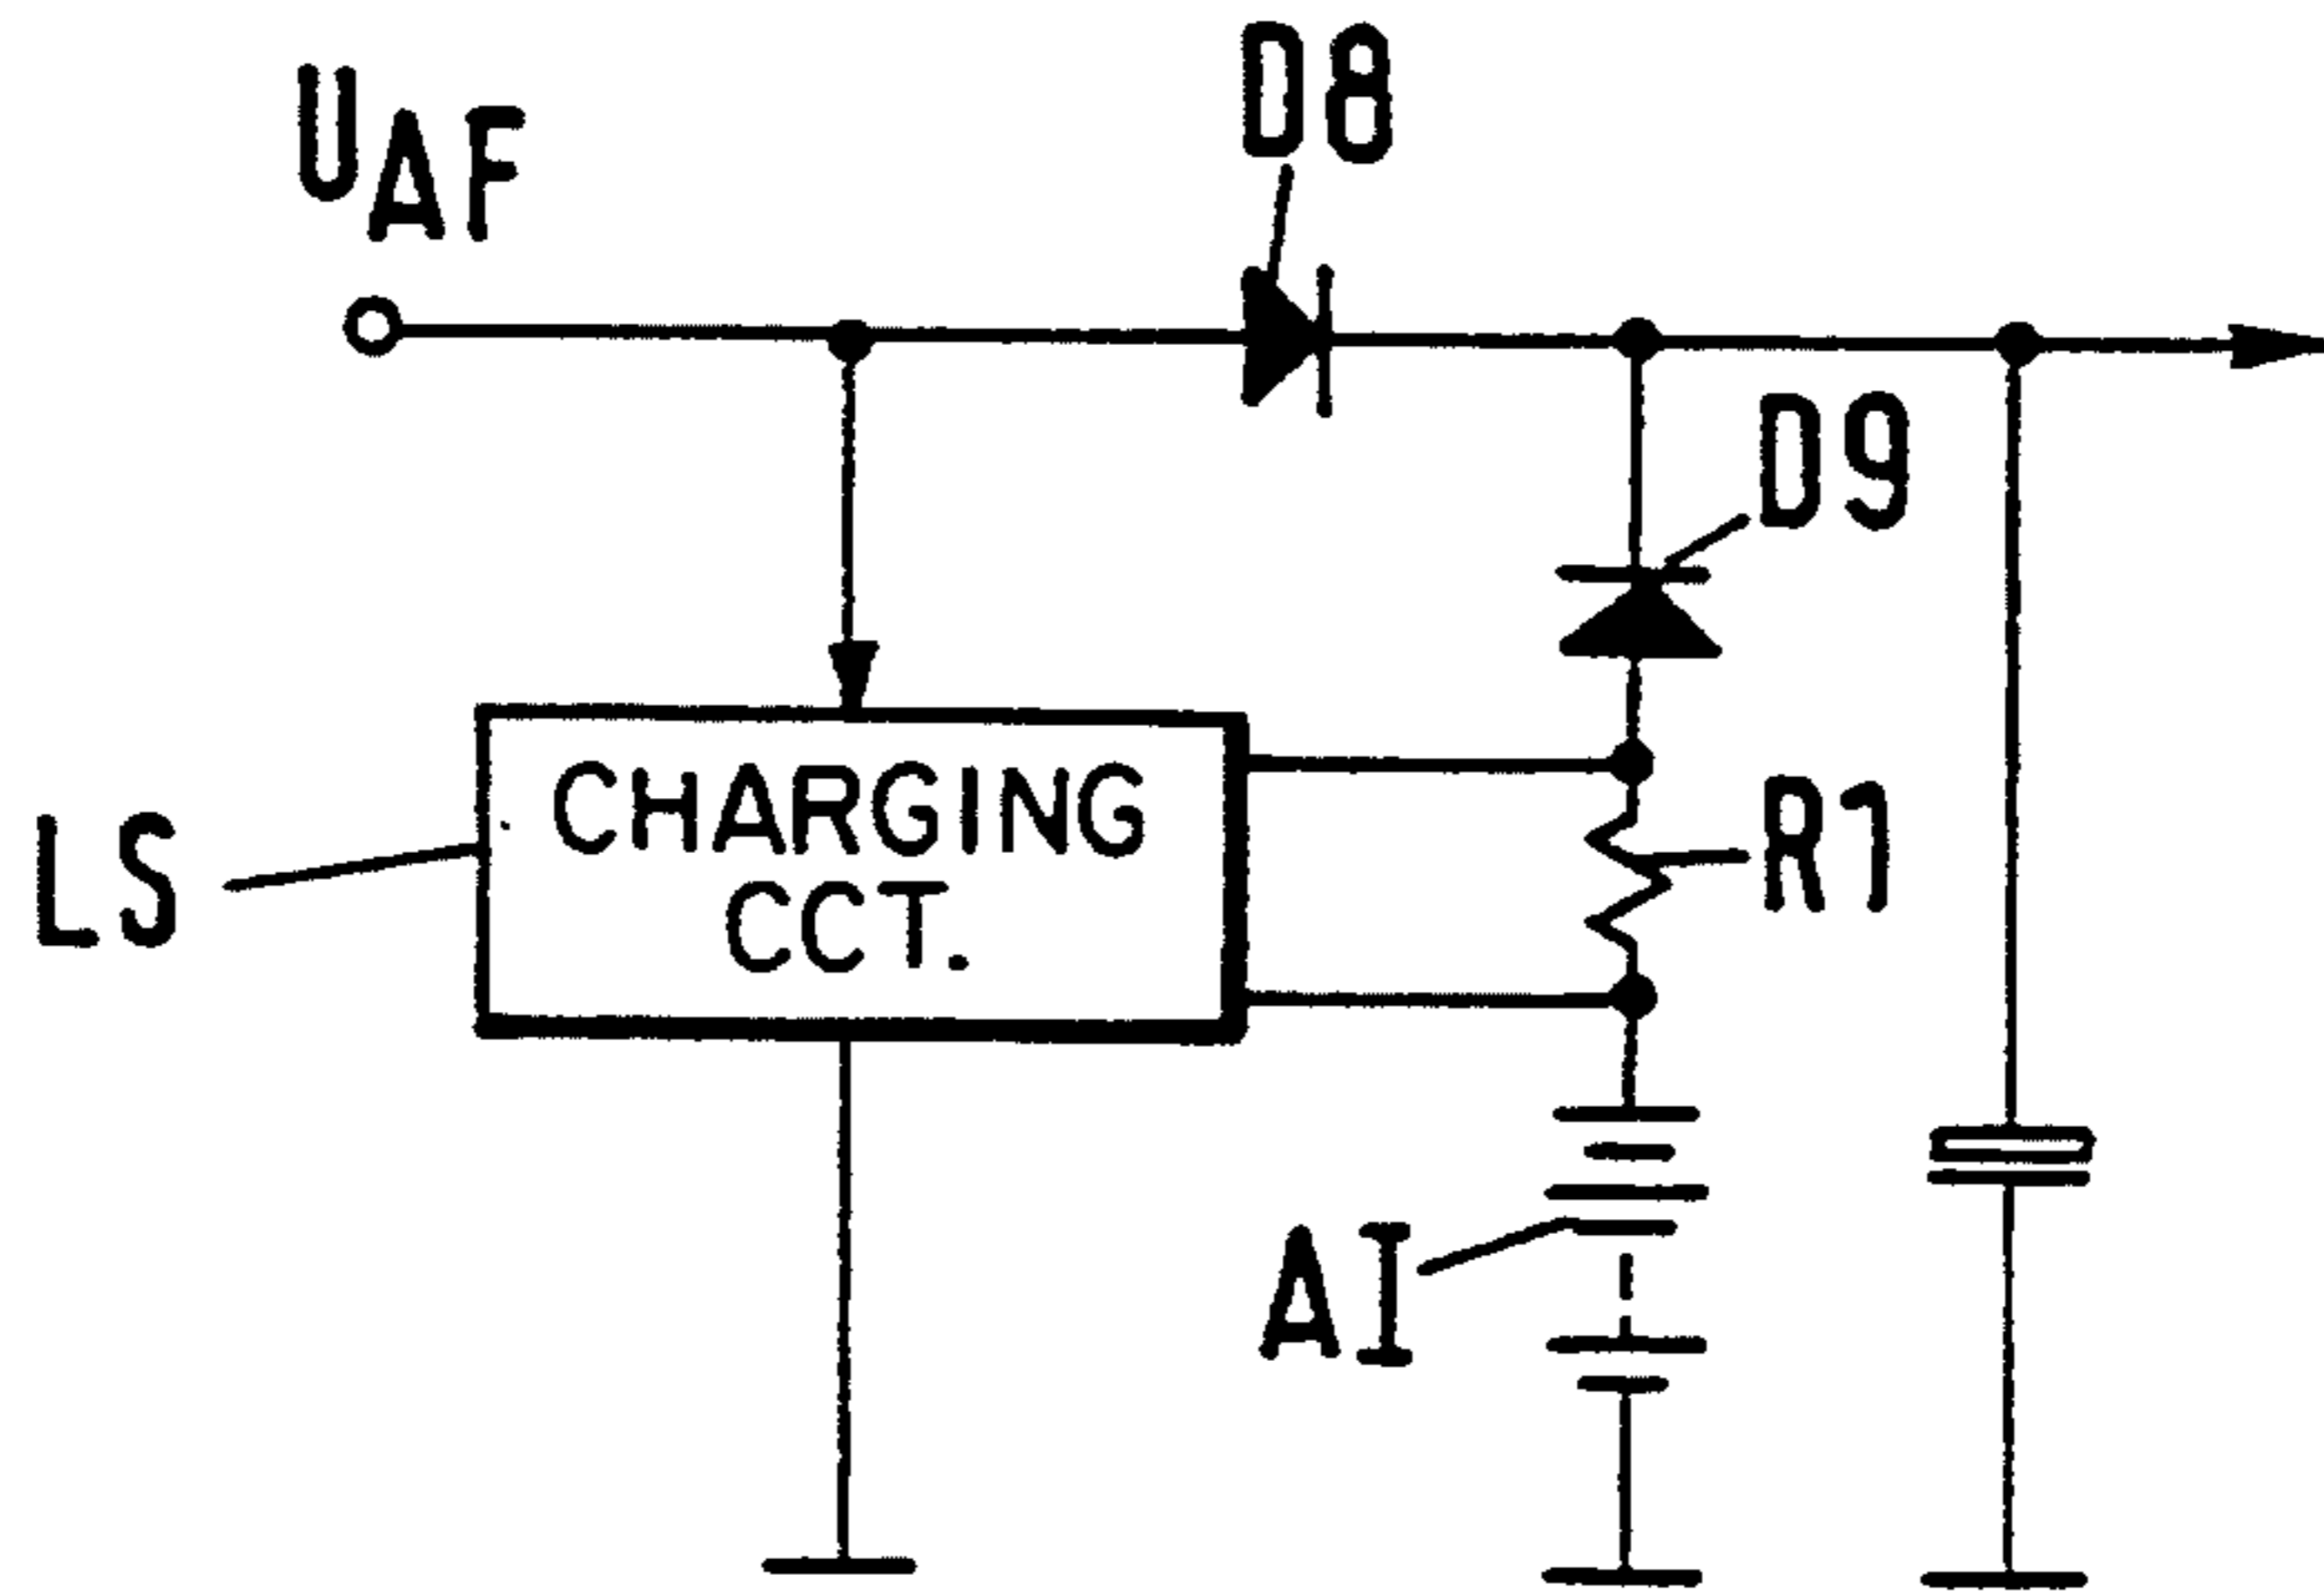 D8
UAF
D9
CHARGING
CCT.
LS
R1
AI